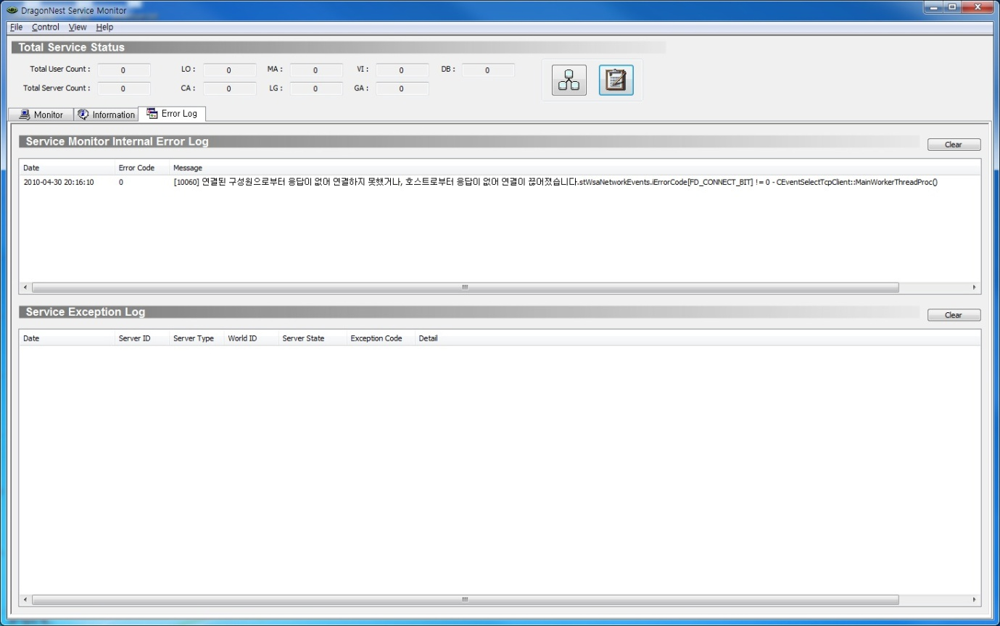 DragonNest Service Monitor
File Control View Help
Total Service Status
Total User Count : 0 LO : 0 MA : 0 VI : 0 DB : 0
Total Server Count : 0 CA : 0 LG : 0 GA : 0
Monitor Information Error Log
Service Monitor Internal Error Log Clear
Date Error Code Message
2010-04-30 20:16:10 0 [10060] 연결된 구성원으로부터 응답이 없어 연결하지 못했거나, 호스트로부터 응답이 없어 연결이 끊어졌습니다.stWsaNetworkEvents.iErrorCode[FD_CONNECT_BIT] != 0 - CEventSelectTcpClient::MainWorkerThreadProc()
Service Exception Log Clear
Date Server ID Server Type World ID Server State Exception Code Detail